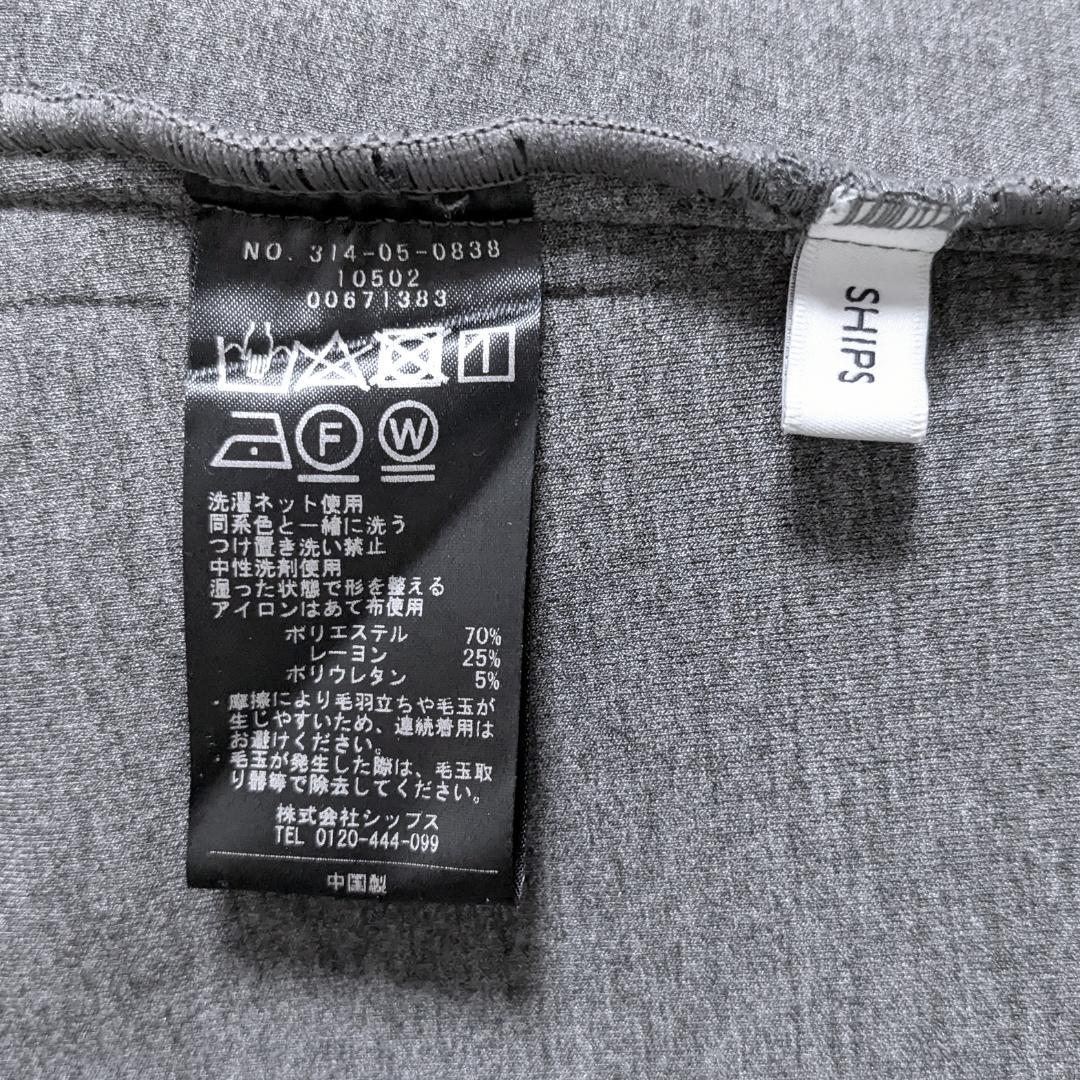 NO. 314-05-0838
10502
00671383
F W
洗濯ネット使用
同系色と一緒に洗う
つけ置き洗い禁止
中性洗剤使用
湿った状態で形を整える
アイロンはあて布使用
ポリエステル 70%
レーヨン 25%
ポリウレタン 5%
・摩擦により毛羽立ちや毛玉が
生じやすいため、連続着用は
お避けください。
・毛玉が発生した際は、毛玉取
り器等で除去してください。
株式会社シップス
TEL 0120-444-099
中国製
SHIPS